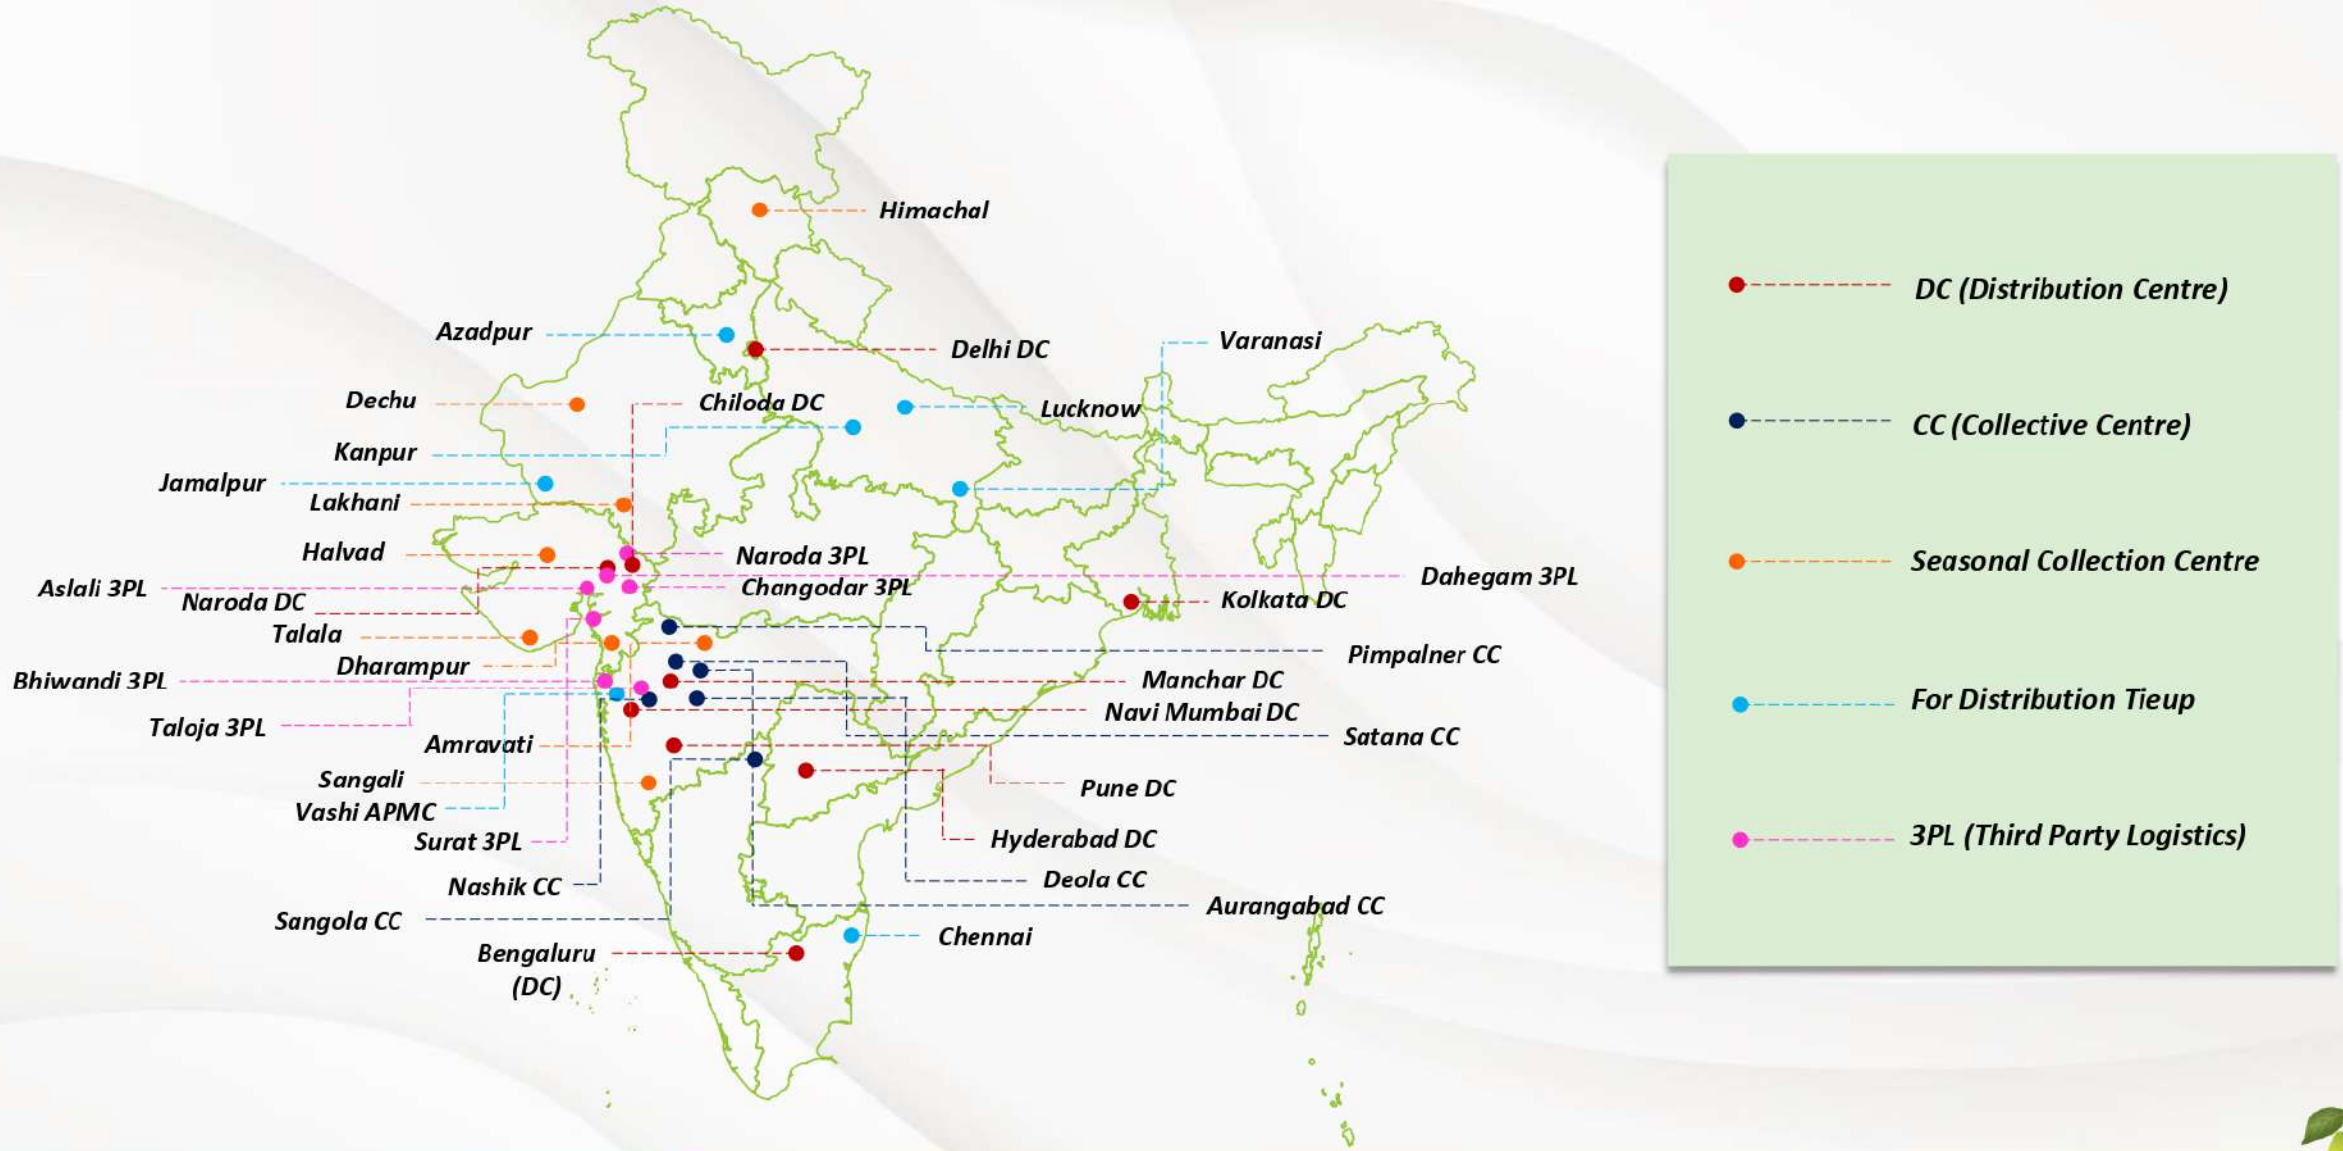 Himachal
Azadpur
Delhi DC
Varanasi
Dechu
Chiloda DC
Lucknow
Kanpur
Jamalpur
Lakhani
Halvad
Naroda 3PL
Dahegam 3PL
Aslali 3PL
Changodar 3PL
Naroda DC
Kolkata DC
Talala
Pimpalner CC
Dharampur
Bhiwandi 3PL
Manchar DC
Navi Mumbai DC
Taloja 3PL
Amravati
Satana CC
Sangali
Pune DC
Vashi APMC
Surat 3PL
Hyderabad DC
Nashik CC
Deola CC
Sangola CC
Aurangabad CC
Chennai
Bengaluru
(DC)
DC (Distribution Centre)
CC (Collective Centre)
Seasonal Collection Centre
For Distribution Tieup
3PL (Third Party Logistics)